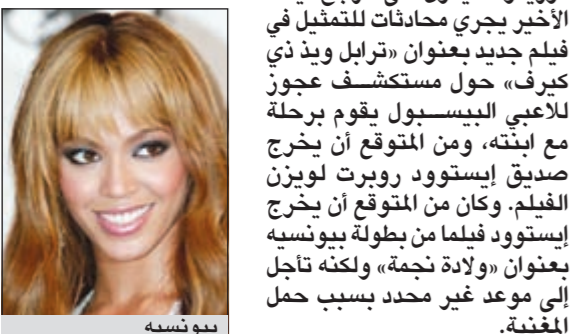 الأخير يجري محادثات للتمثيل في
فيلم جديد بعنوان «ترابل ويذ ذي
كيرف» حول مستكشف عجوز
للاعبي البيسبول يقوم برحلة
مع ابنته، ومن المتوقع أن يخرج
صديق إيستوود روبرت لويزن
الفيلم. وكان من المتوقع أن يخرج
إيستوود فيلما من بطولة بيونسيه
بعنوان «ولادة نجمة» ولكنه تأجل
إلى موعد غير محدد بسبب حمل
المغنية.
بيونسيه